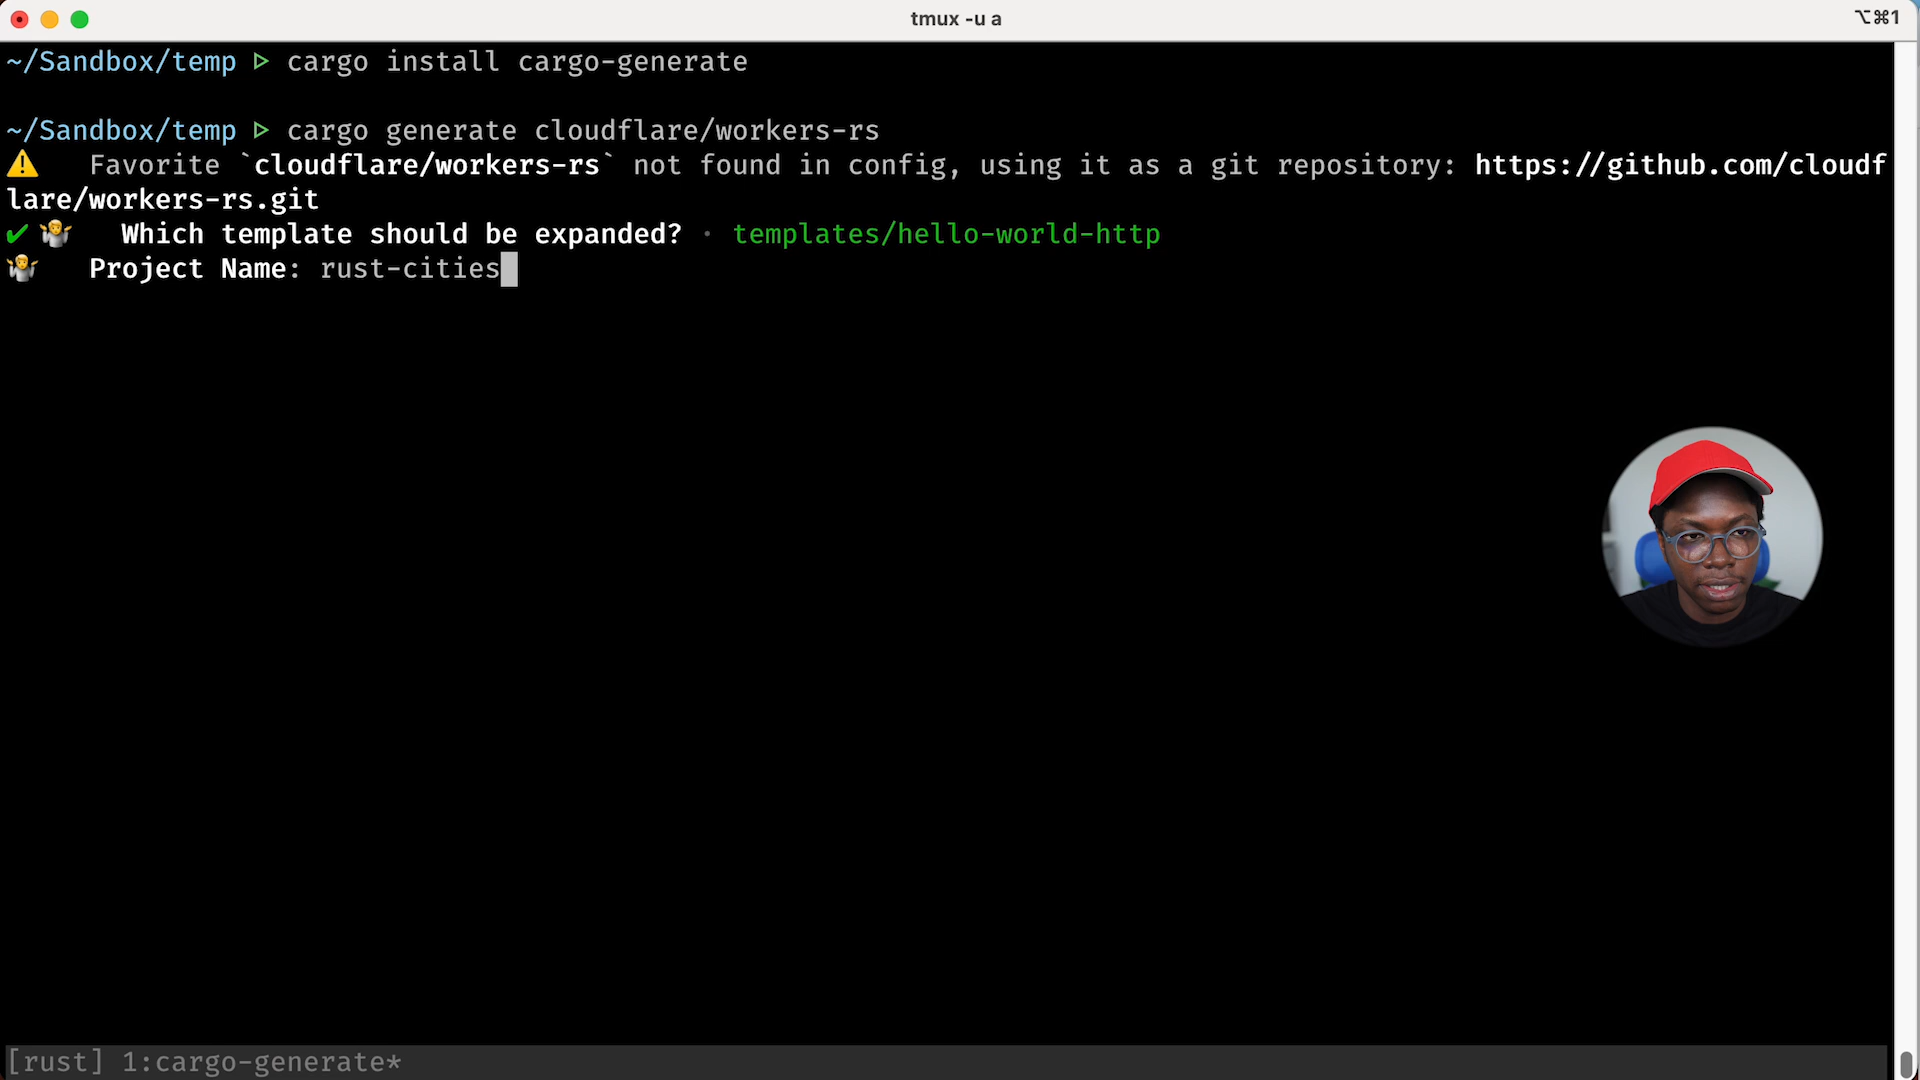 tmux -u a
⌥⌘1
~/Sandbox/temp ▷ cargo install cargo-generate
~/Sandbox/temp ▷ cargo generate cloudflare/workers-rs
⚠️ Favorite `cloudflare/workers-rs` not found in config, using it as a git repository: https://github.com/cloudf
lare/workers-rs.git
✔ 🤷 Which template should be expanded? · templates/hello-world-http
🤷 Project Name: rust-cities
[rust] 1:cargo-generate*